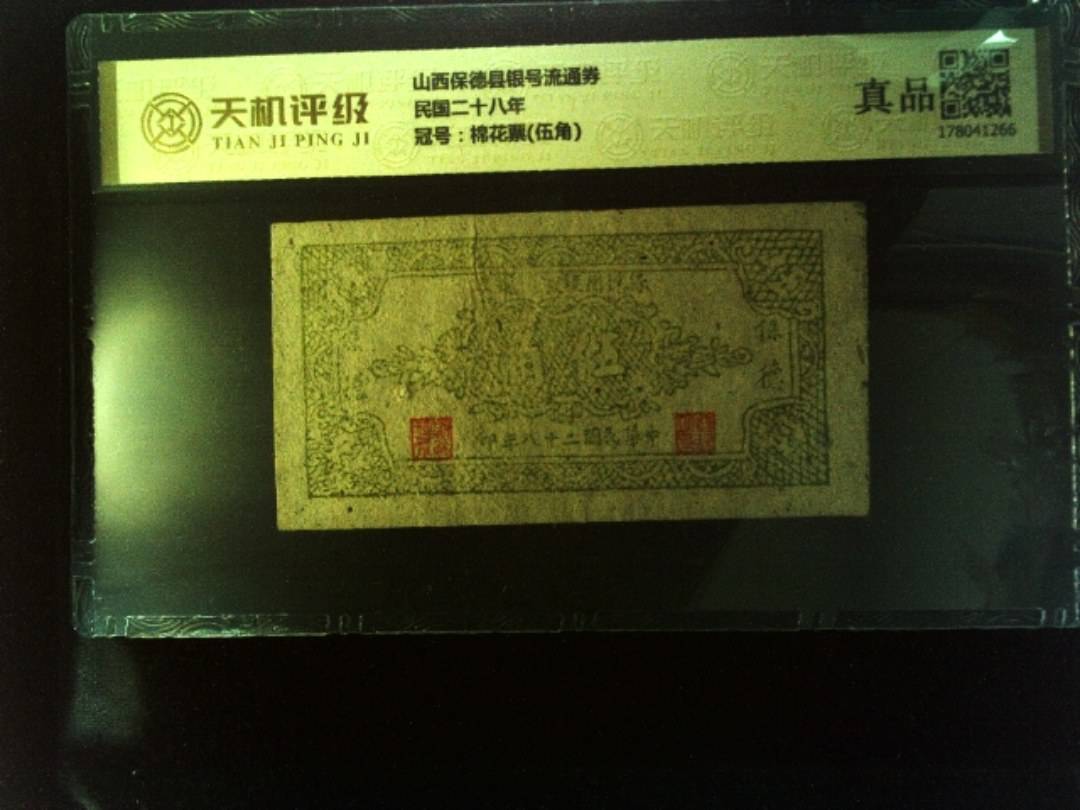 天机评级
TIAN JI PING JI
山西保德县银号流通券
民国二十八年
冠号：棉花票(伍角)
真品
178041266
保德
伍
中華民國二十八年印